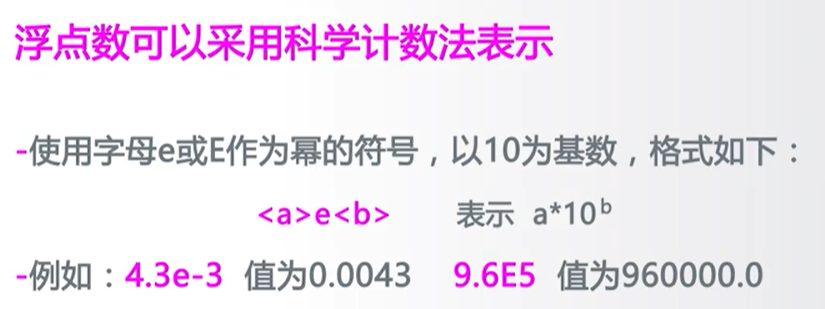 浮点数可以采用科学计数法表示
-使用字母e或E作为幂的符号，以10为基数，格式如下：
<a>e<b> 表示 a*10ᵇ
-例如：4.3e-3 值为0.0043 9.6E5 值为960000.0